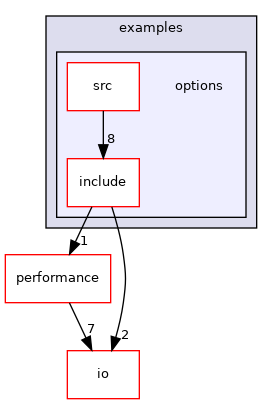 examples
src
options
8
include
1
performance
7
2
io